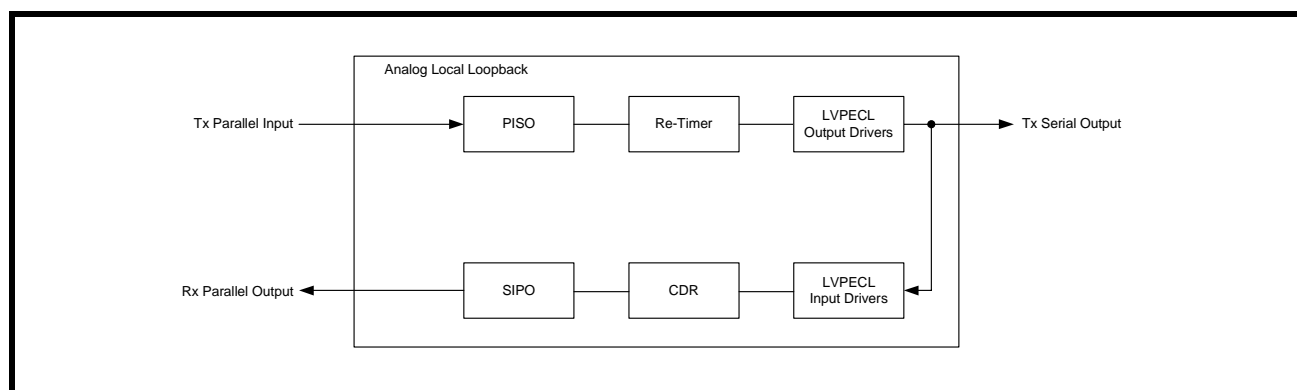 Analog Local Loopback
Tx Parallel Input
PISO
Re-Timer
LVPECL
Output Drivers
Tx Serial Output
Rx Parallel Output
SIPO
CDR
LVPECL
Input Drivers